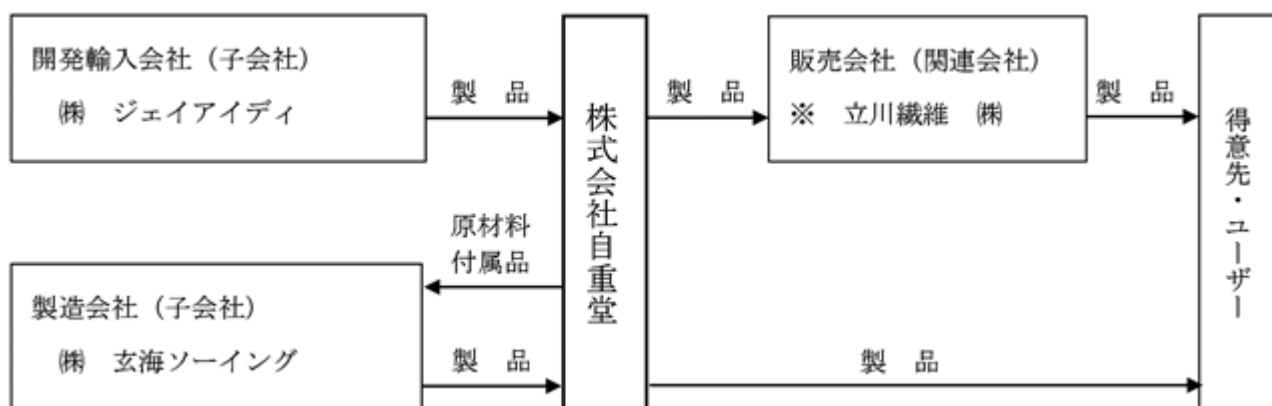 開発輸入会社（子会社）
㈱　ジェイアイディ
製　品
株式会社自重堂
製　品
販売会社（関連会社）
※　立川繊維　㈱
製　品
得意先・ユーザー
原材料
付属品
製造会社（子会社）
㈱　玄海ソーイング
製　品
製　品